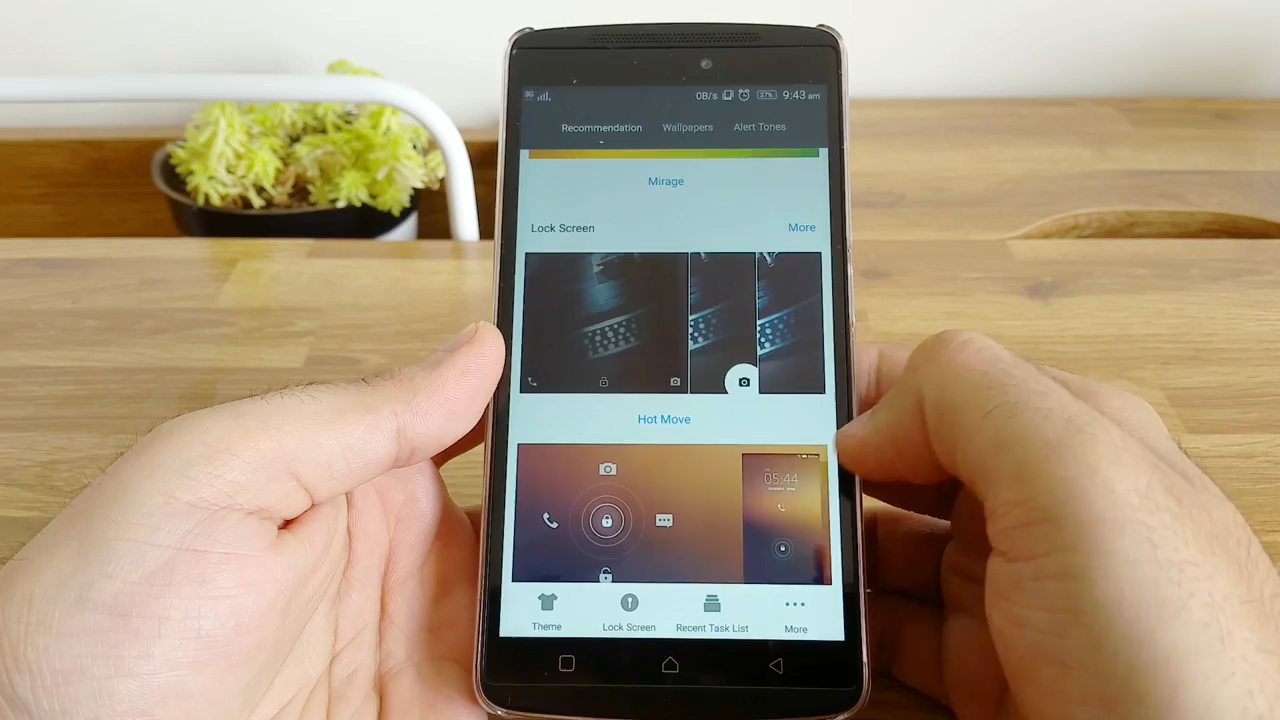 3G 0B/s 37% 9:43 am
Recommendation Wallpapers Alert Tones
Mirage
Lock Screen More
Hot Move
05:44
Theme Lock Screen Recent Task List More